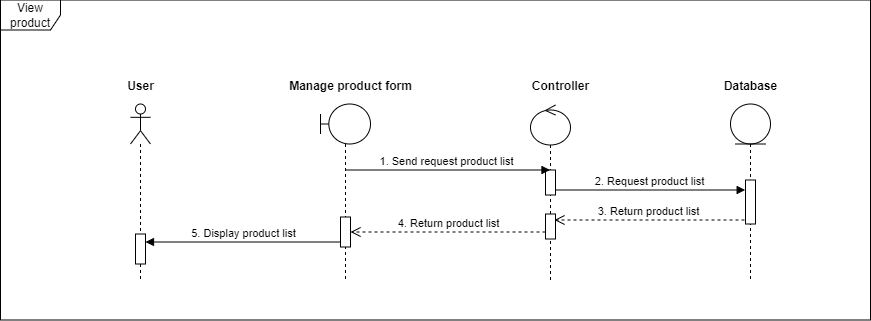 View
product
User
Manage product form
Controller
Database
1. Send request product list
2. Request product list
3. Return product list
4. Return product list
5. Display product list